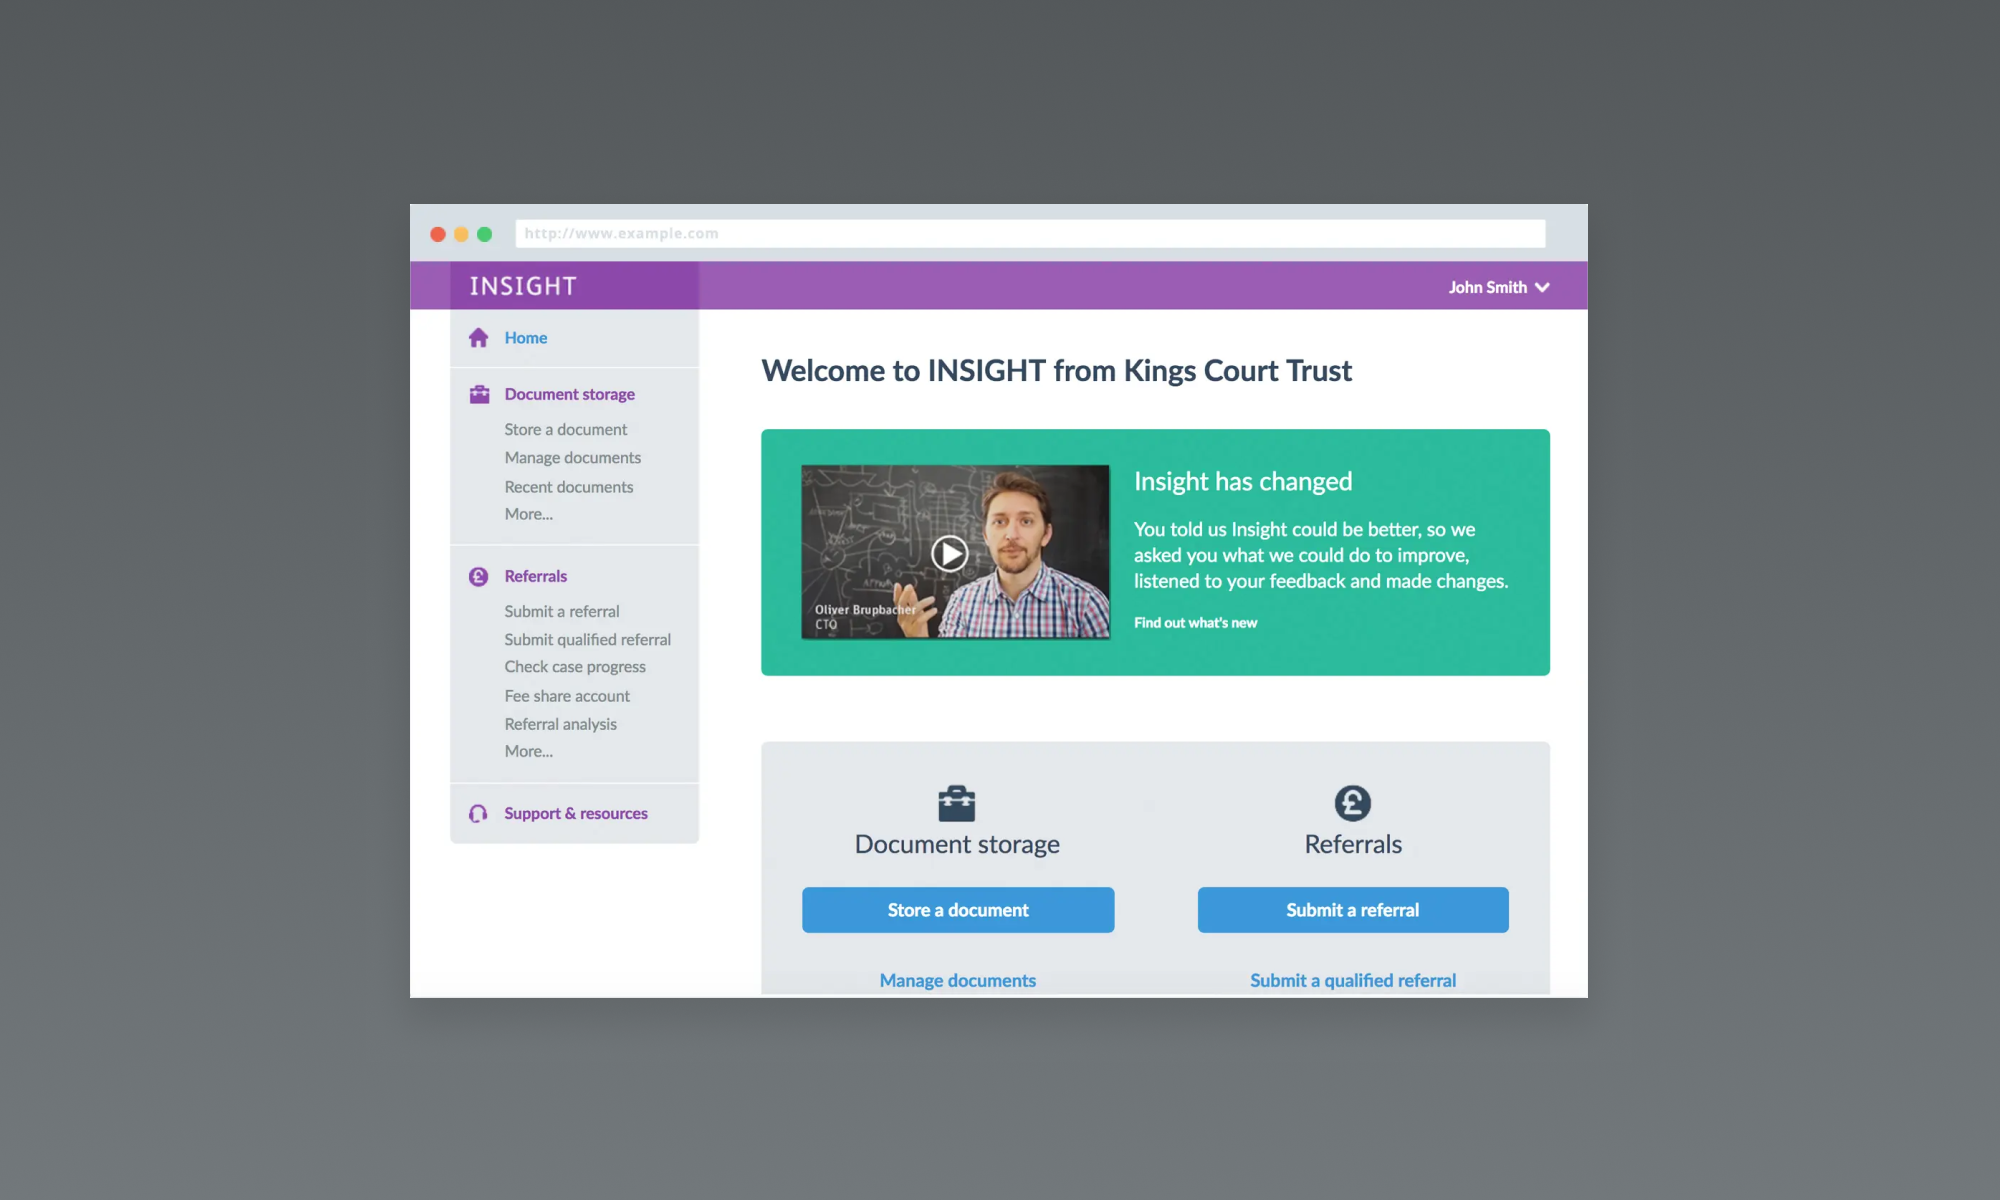 http://www.example.com
INSIGHT
John Smith
Home
Document storage
Store a document
Manage documents
Recent documents
More...
Referrals
Submit a referral
Submit qualified referral
Check case progress
Fee share account
Referral analysis
More...
Support & resources
Welcome to INSIGHT from Kings Court Trust
Oliver Brupbacher
CTO
Insight has changed
You told us Insight could be better, so we
asked you what we could do to improve,
listened to your feedback and made changes.
Find out what's new
Document storage
Store a document
Manage documents
Referrals
Submit a referral
Submit a qualified referral